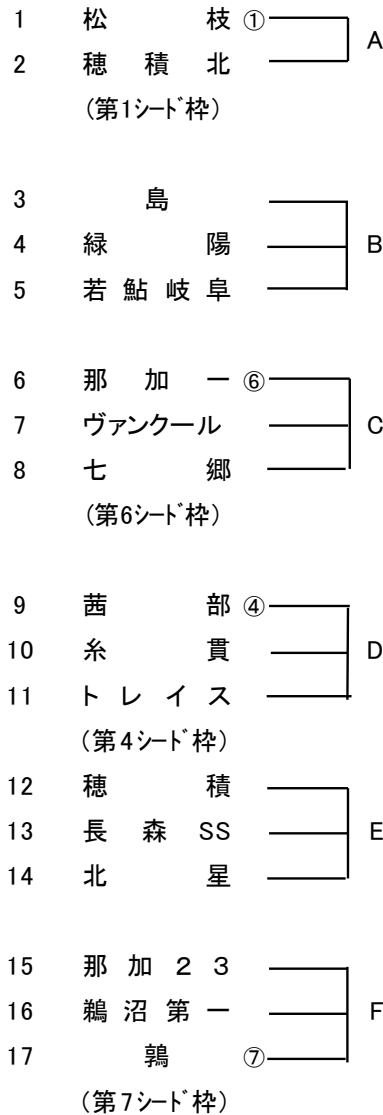 1 松枝 ① A
2 穂積北
(第1シード枠)
3 島
4 緑陽 B
5 若鮎岐阜
6 那加一 ⑥
7 ヴァンクール C
8 七郷
(第6シード枠)
9 茜部 ④
10 糸貫 D
11 トレイス
(第4シード枠)
12 穂積
13 長森SS E
14 北星
15 那加23
16 鵜沼第一 F
17 鶉 ⑦
(第7シード枠)